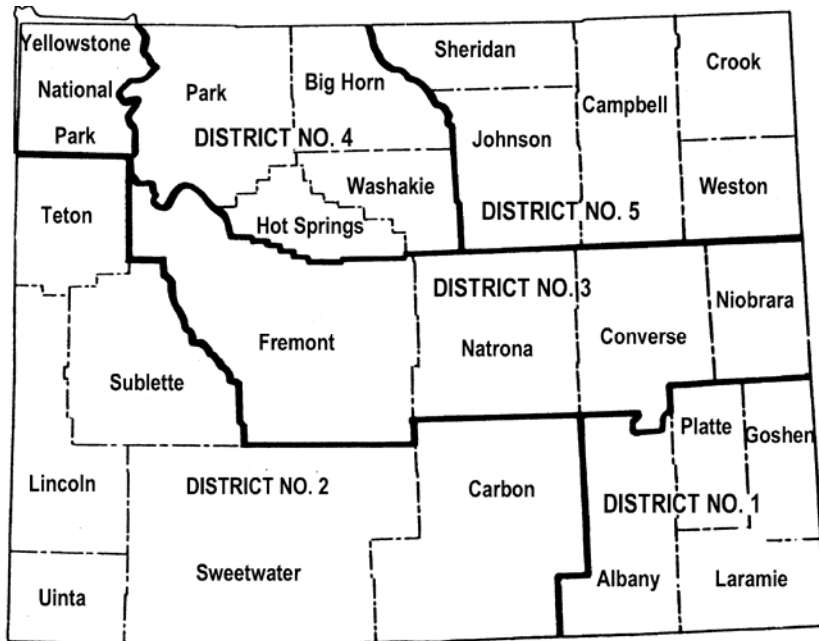 Yellowstone
National
Park
Park
Big Horn
Sheridan
Campbell
Crook
DISTRICT NO. 4
Johnson
Washakie
Weston
Teton
Hot Springs
DISTRICT NO. 5
DISTRICT NO. 3
Niobrara
Fremont
Natrona
Converse
Sublette
Platte
Goshen
Lincoln
DISTRICT NO. 2
Carbon
DISTRICT NO. 1
Sweetwater
Albany
Laramie
Uinta